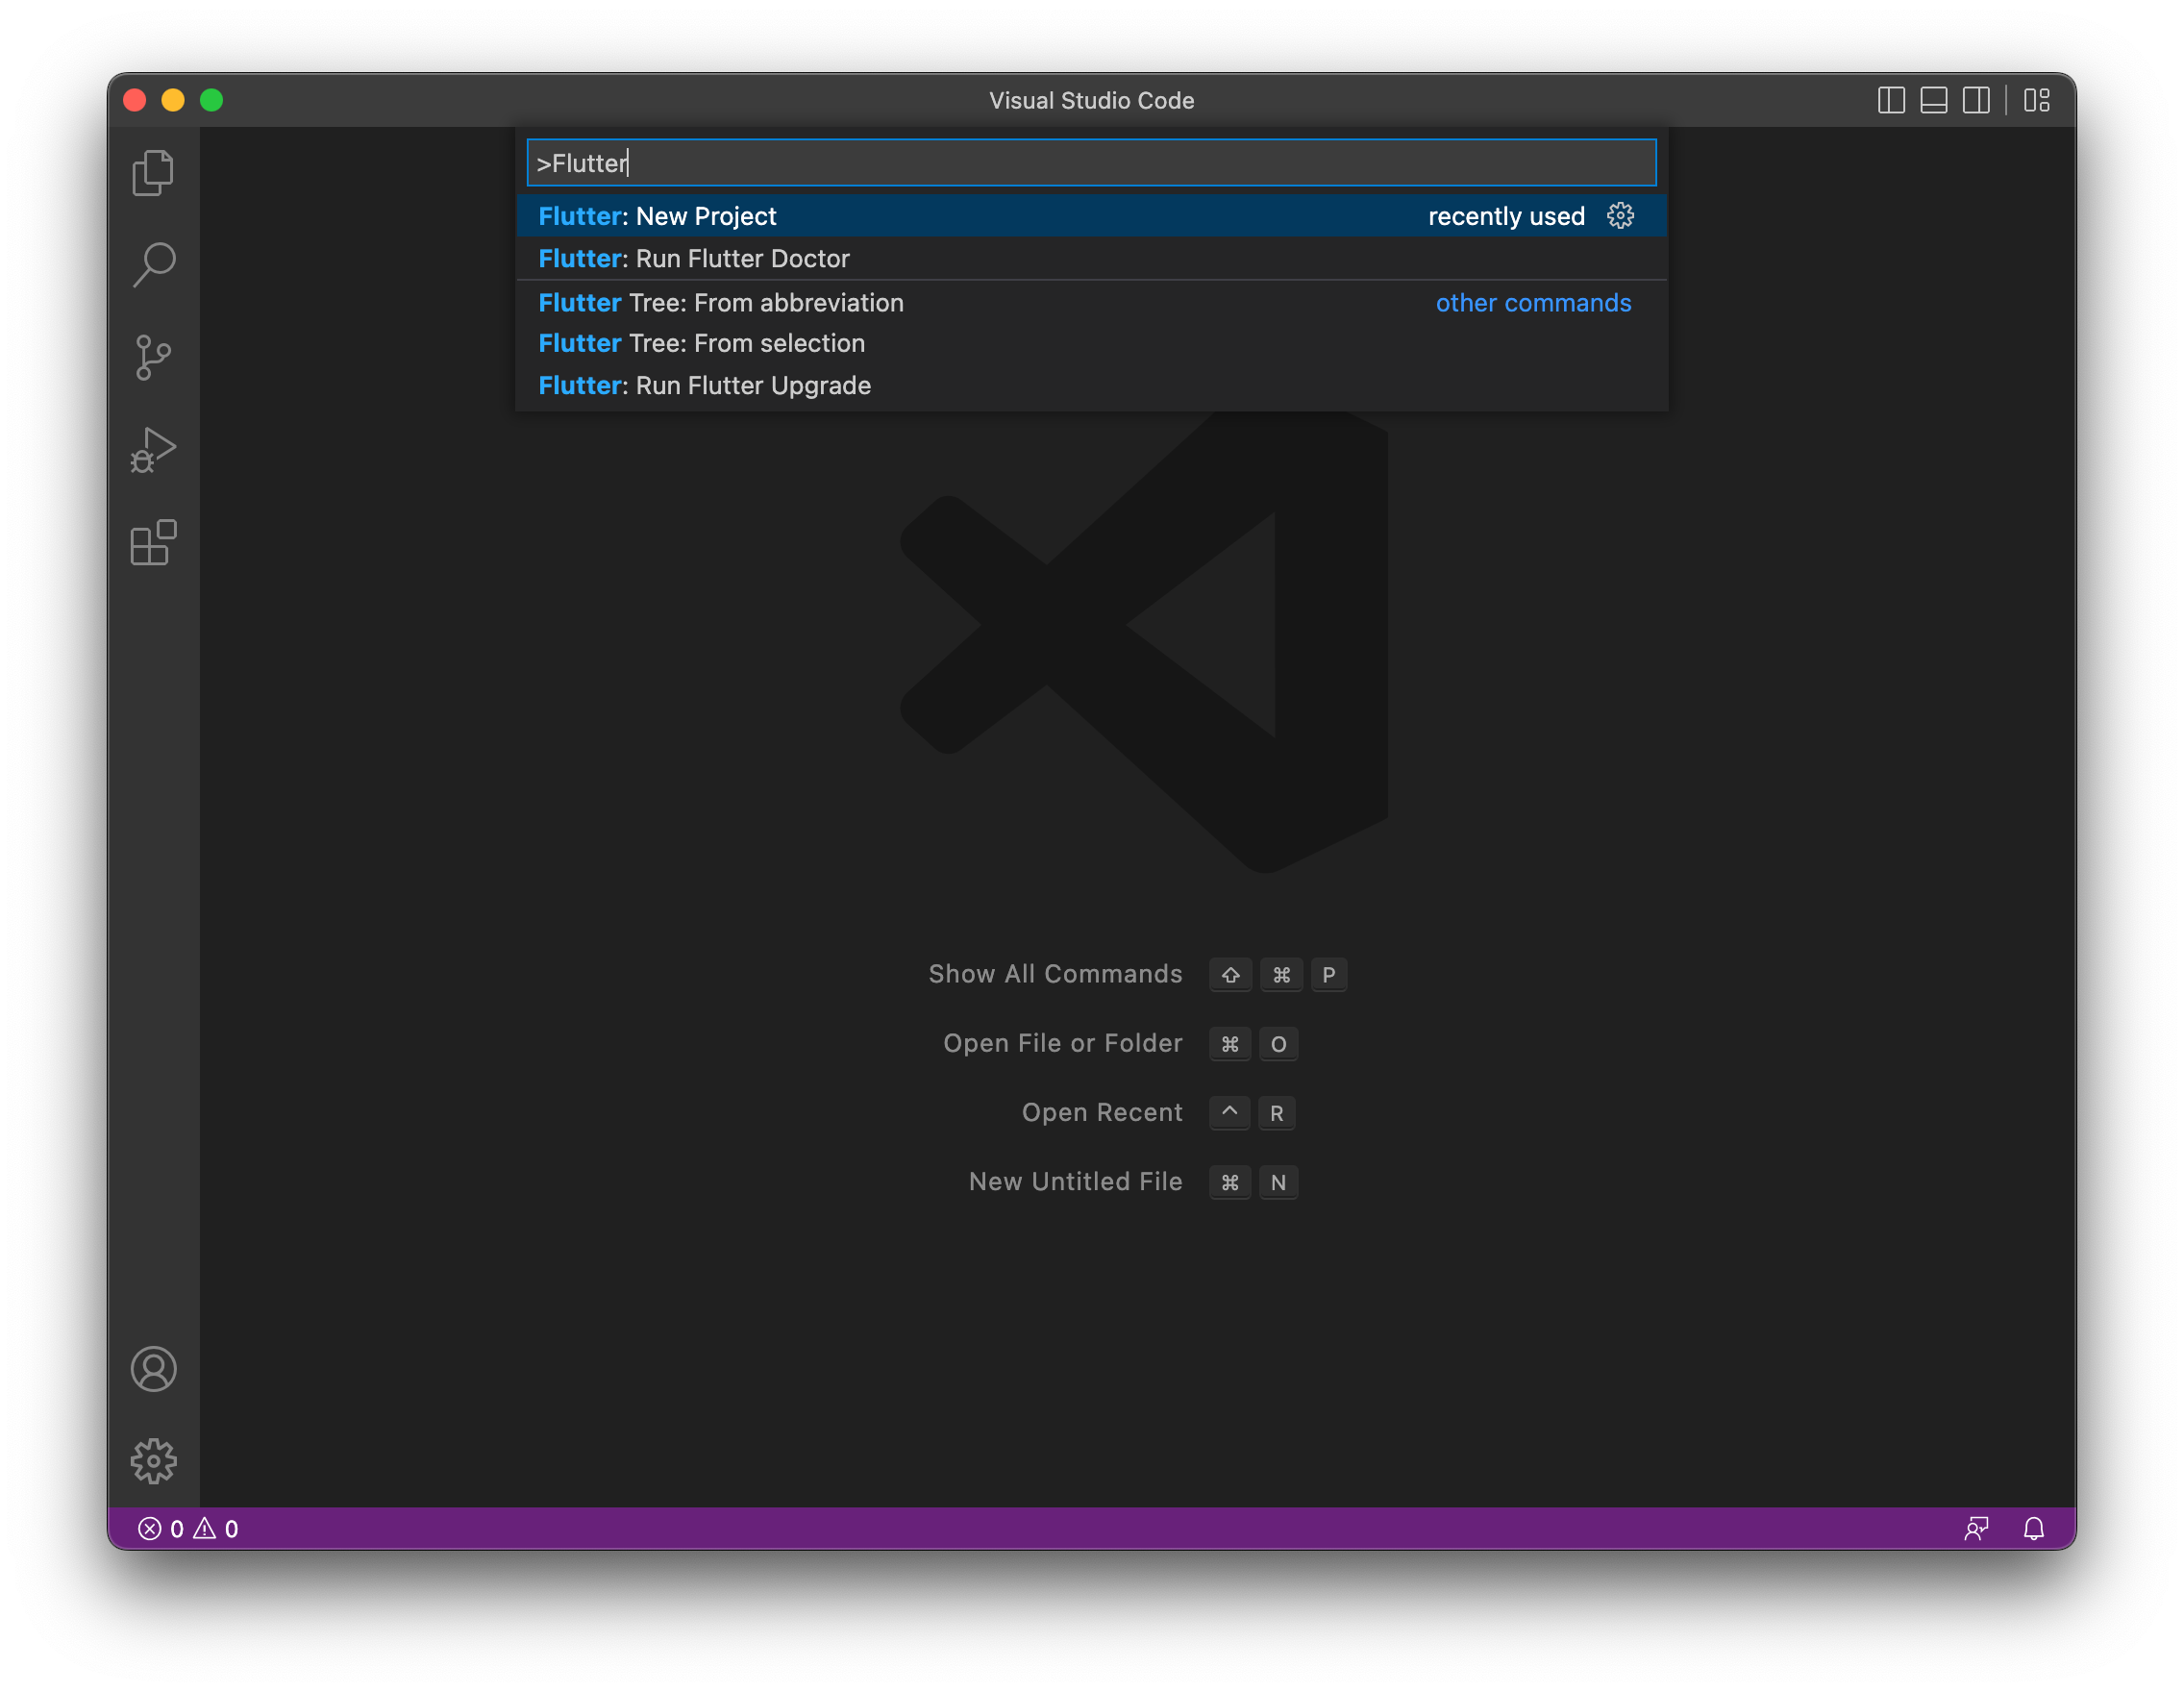 Visual Studio Code
>Flutter
Flutter: New Project recently used
Flutter: Run Flutter Doctor
Flutter Tree: From abbreviation other commands
Flutter Tree: From selection
Flutter: Run Flutter Upgrade
Show All Commands ⇧ ⌘ P
Open File or Folder ⌘ O
Open Recent ^ R
New Untitled File ⌘ N
0 0